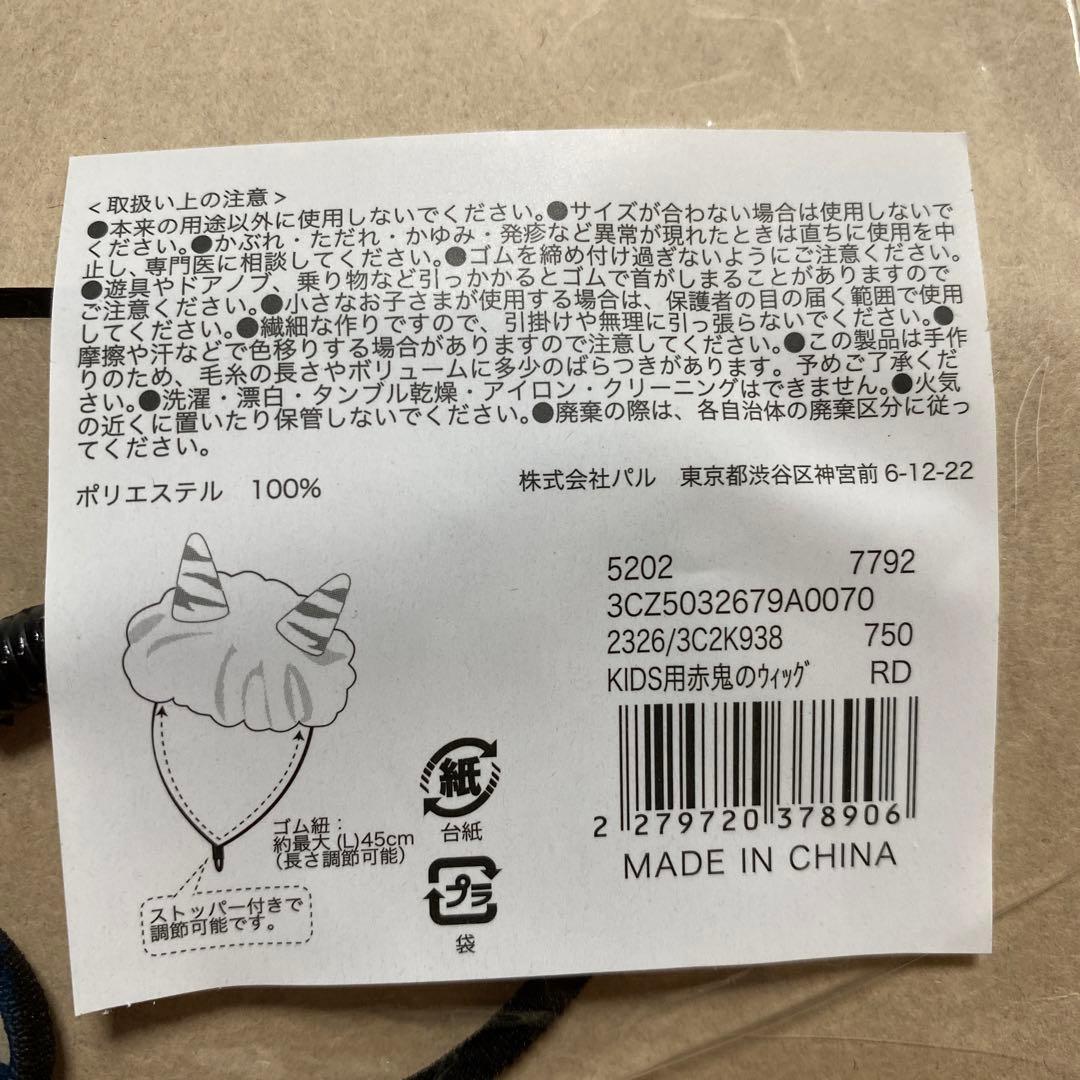 <取扱い上の注意>
●本来の用途以外に使用しないでください。●サイズが合わない場合は使用しないで
ください。●かぶれ・ただれ・かゆみ・発疹など異常が現れたときは直ちに使用を中
止し、専門医に相談してください。●ゴムを締め付け過ぎないようにご注意ください。
●遊具やドアノブ、乗り物など引っかかるとゴムで首がしまることがありますので
ご注意ください。●小さなお子さまが使用する場合は、保護者の目の届く範囲で使用
してください。●繊細な作りですので、引掛けや無理に引っ張らないでください。●
摩擦や汗などで色移りする場合がありますので注意してください。●この製品は手作
りのため、毛糸の長さやボリュームに多少のばらつきがあります。予めご了承くだ
さい。●洗濯・漂白・タンブル乾燥・アイロン・クリーニングはできません。●火気
の近くに置いたり保管しないでください。●廃棄の際は、各自治体の廃棄区分に従っ
てください。
ポリエステル 100%
株式会社パル 東京都渋谷区神宮前 6-12-22
5202 7792
3CZ5032679A0070
2326/3C2K938 750
KIDS用赤鬼のｳｨｯｸﾞ RD
2 279720 378906
MADE IN CHINA
ゴム紐：
約最大 (L)45cm
(長さ調節可能)
ストッパー付きで
調節可能です。
紙
台紙
プラ
袋